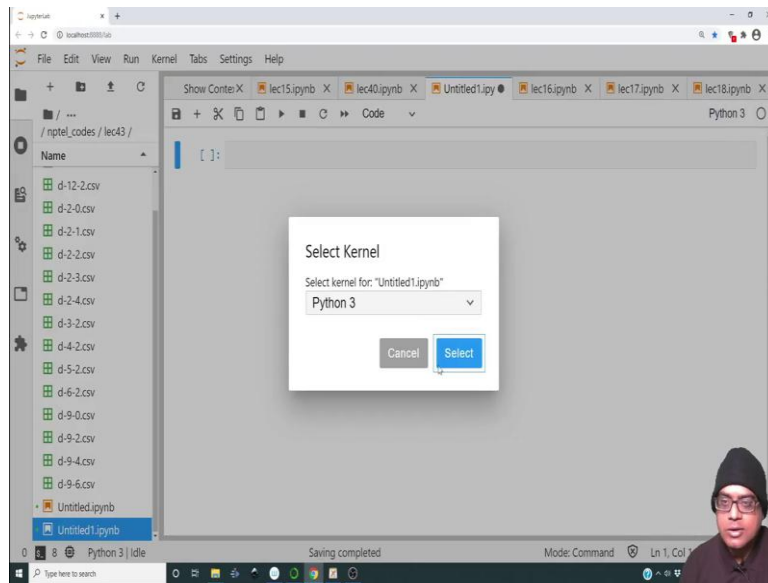 JupyterLab
localhost:8888/lab
File Edit View Run Kernel Tabs Settings Help
Show Contex lec15.ipynb lec40.ipynb Untitled1.ipy lec16.ipynb lec17.ipynb lec18.ipynb
/ ...
/ nptel_codes / lec43 /
Code
Python 3
Name
[ ]:
d-12-2.csv
d-2-0.csv
d-2-1.csv
d-2-2.csv
d-2-3.csv
d-2-4.csv
d-3-2.csv
d-4-2.csv
d-5-2.csv
d-6-2.csv
d-9-0.csv
d-9-2.csv
d-9-4.csv
d-9-6.csv
Untitled.ipynb
Untitled1.ipynb
Select Kernel
Select kernel for: "Untitled1.ipynb"
Python 3
Cancel Select
0 8 Python 3 | Idle Saving completed Mode: Command Ln 1, Col
Type here to search